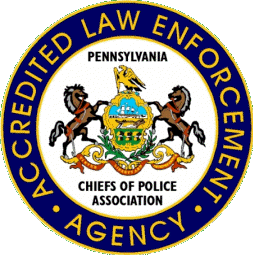 • ACCREDITED LAW ENFORCEMENT •
AGENCY
PENNSYLVANIA
CHIEFS OF POLICE
ASSOCIATION